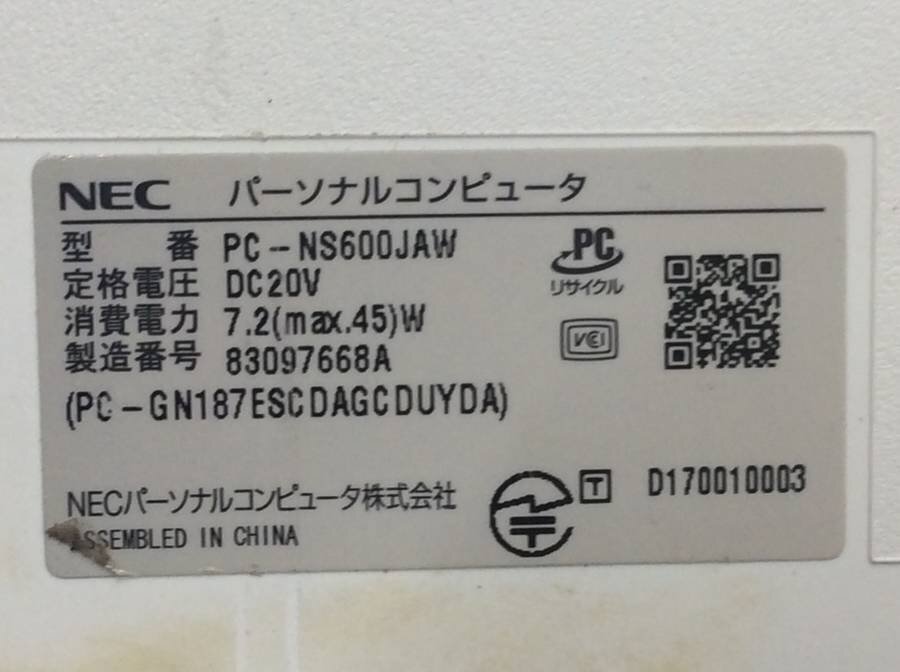 NEC パーソナルコンピュータ
型 番 PC-NS600JAW
定格電圧 DC20V
消費電力 7.2(max.45)W
製造番号 83097668A
(PC-GN187ESCDAGCDUYDA)
PC
リサイクル
VCI
NECパーソナルコンピュータ株式会社
ASSEMBLED IN CHINA
T D170010003